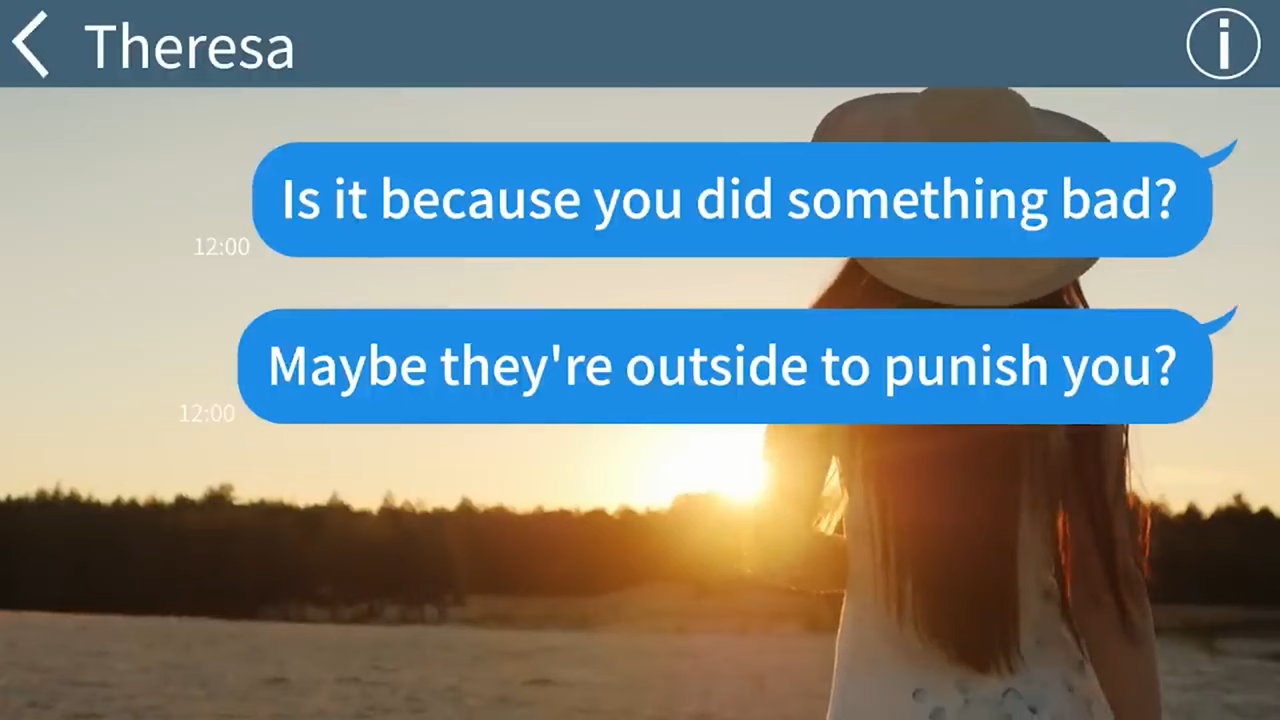 Theresa
Is it because you did something bad?
12:00
Maybe they're outside to punish you?
12:00